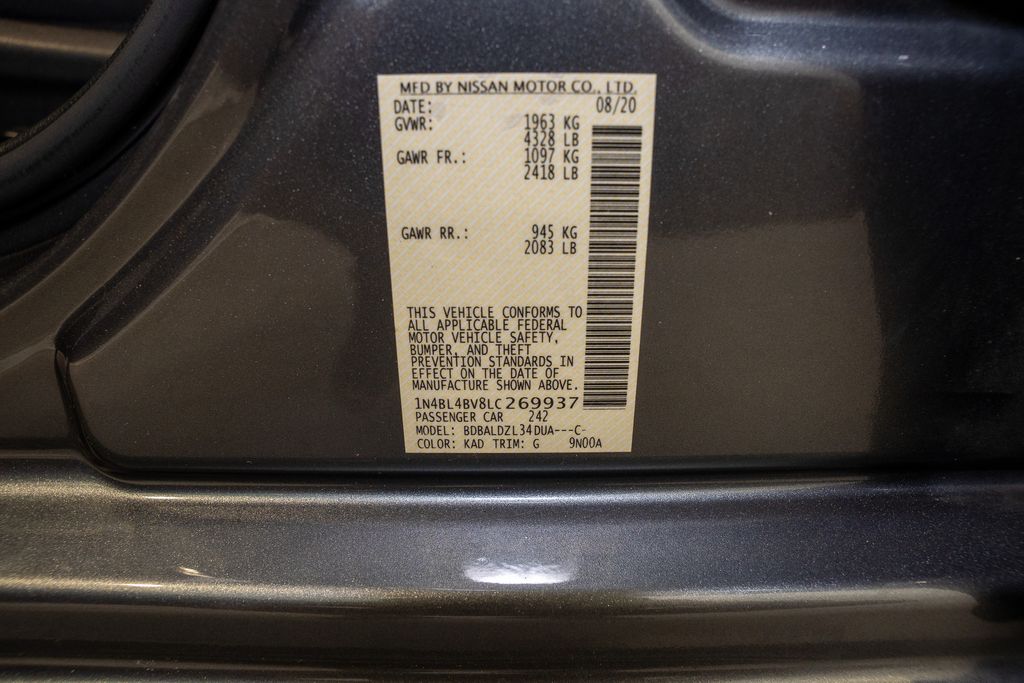 MFD BY NISSAN MOTOR CO., LTD.
DATE: 08/20
GVWR: 1963 KG
4328 LB
GAWR FR.: 1097 KG
2418 LB
GAWR RR.: 945 KG
2083 LB
THIS VEHICLE CONFORMS TO
ALL APPLICABLE FEDERAL
MOTOR VEHICLE SAFETY,
BUMPER, AND THEFT
PREVENTION STANDARDS IN
EFFECT ON THE DATE OF
MANUFACTURE SHOWN ABOVE.
1N4BL4BV8LC269937
PASSENGER CAR 242
MODEL: BDBALDZL34DUA---C-
COLOR: KAD TRIM: G 9N00A